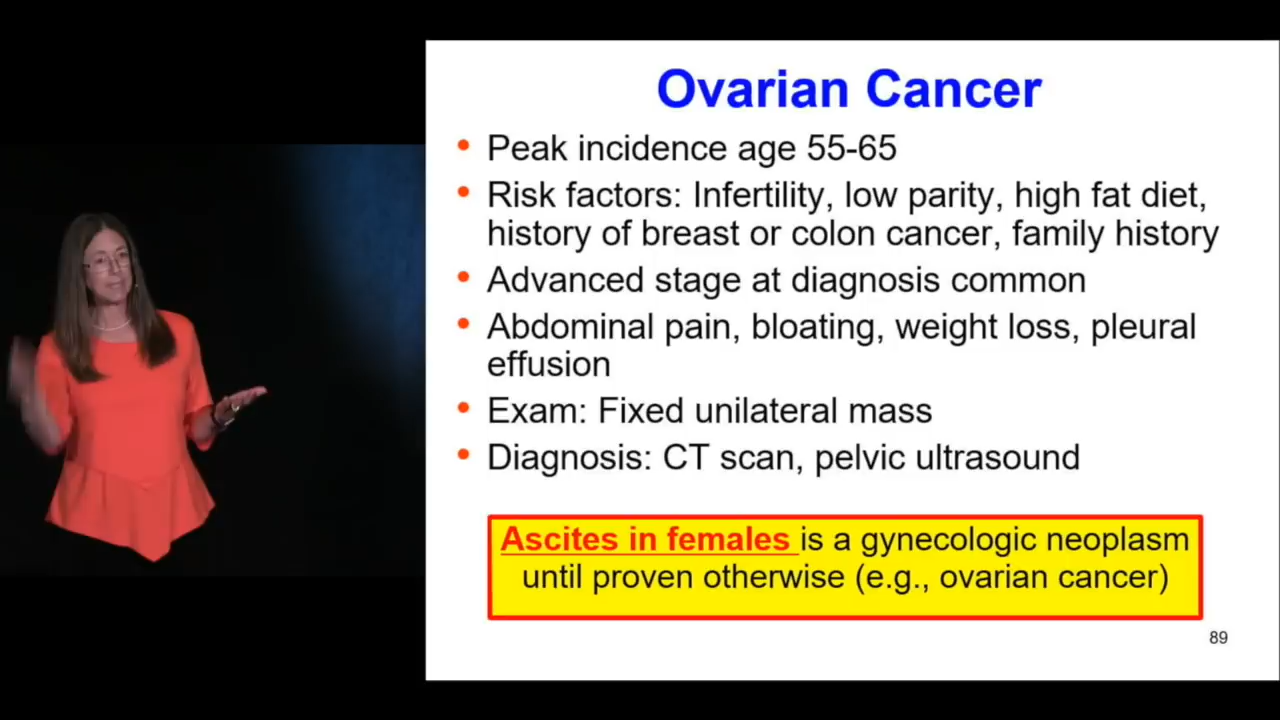 Ovarian Cancer
• Peak incidence age 55-65
• Risk factors: Infertility, low parity, high fat diet,
history of breast or colon cancer, family history
• Advanced stage at diagnosis common
• Abdominal pain, bloating, weight loss, pleural
effusion
• Exam: Fixed unilateral mass
• Diagnosis: CT scan, pelvic ultrasound
Ascites in females is a gynecologic neoplasm
until proven otherwise (e.g., ovarian cancer)
89